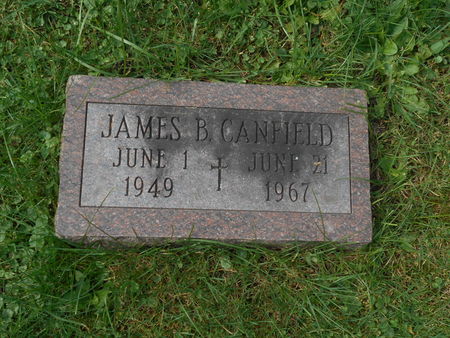 JAMES B. CANFIELD
JUNE 1 JUNE 21
1949 1967